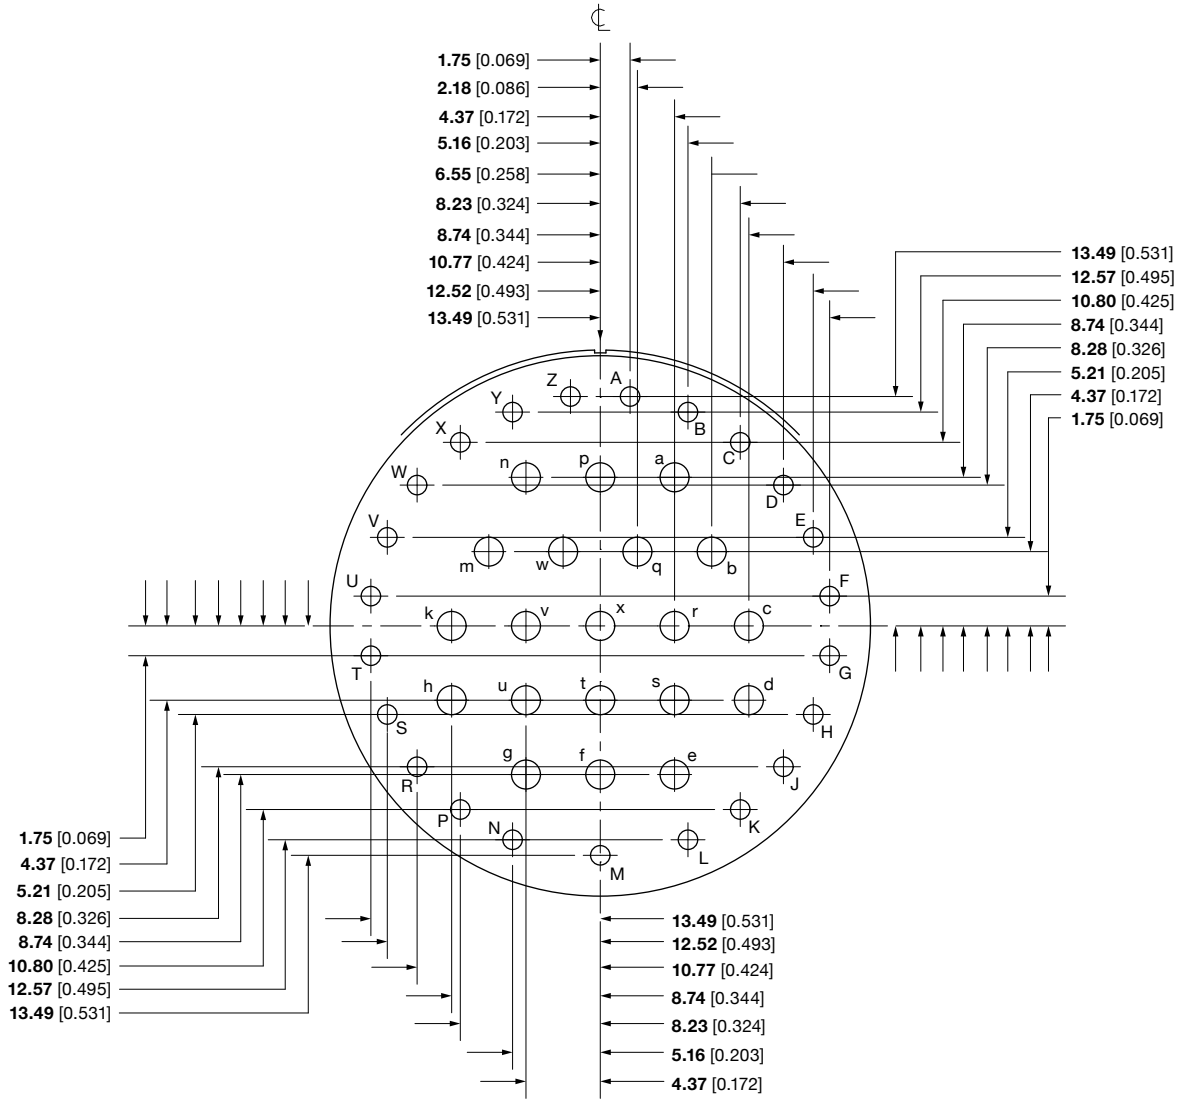 ℄
1.75 [0.069]
2.18 [0.086]
4.37 [0.172]
5.16 [0.203]
6.55 [0.258]
8.23 [0.324]
8.74 [0.344]
10.77 [0.424]
12.52 [0.493]
13.49 [0.531]
13.49 [0.531]
12.57 [0.495]
10.80 [0.425]
8.74 [0.344]
8.28 [0.326]
5.21 [0.205]
4.37 [0.172]
1.75 [0.069]
Z A
Y B
X C
n p a
W D
V E
m w q b
U F
k v x r c
T G
h u t s d
S H
g f e
R J
P K
N L
M
1.75 [0.069]
4.37 [0.172]
5.21 [0.205]
8.28 [0.326]
8.74 [0.344]
10.80 [0.425]
12.57 [0.495]
13.49 [0.531]
13.49 [0.531]
12.52 [0.493]
10.77 [0.424]
8.74 [0.344]
8.23 [0.324]
5.16 [0.203]
4.37 [0.172]